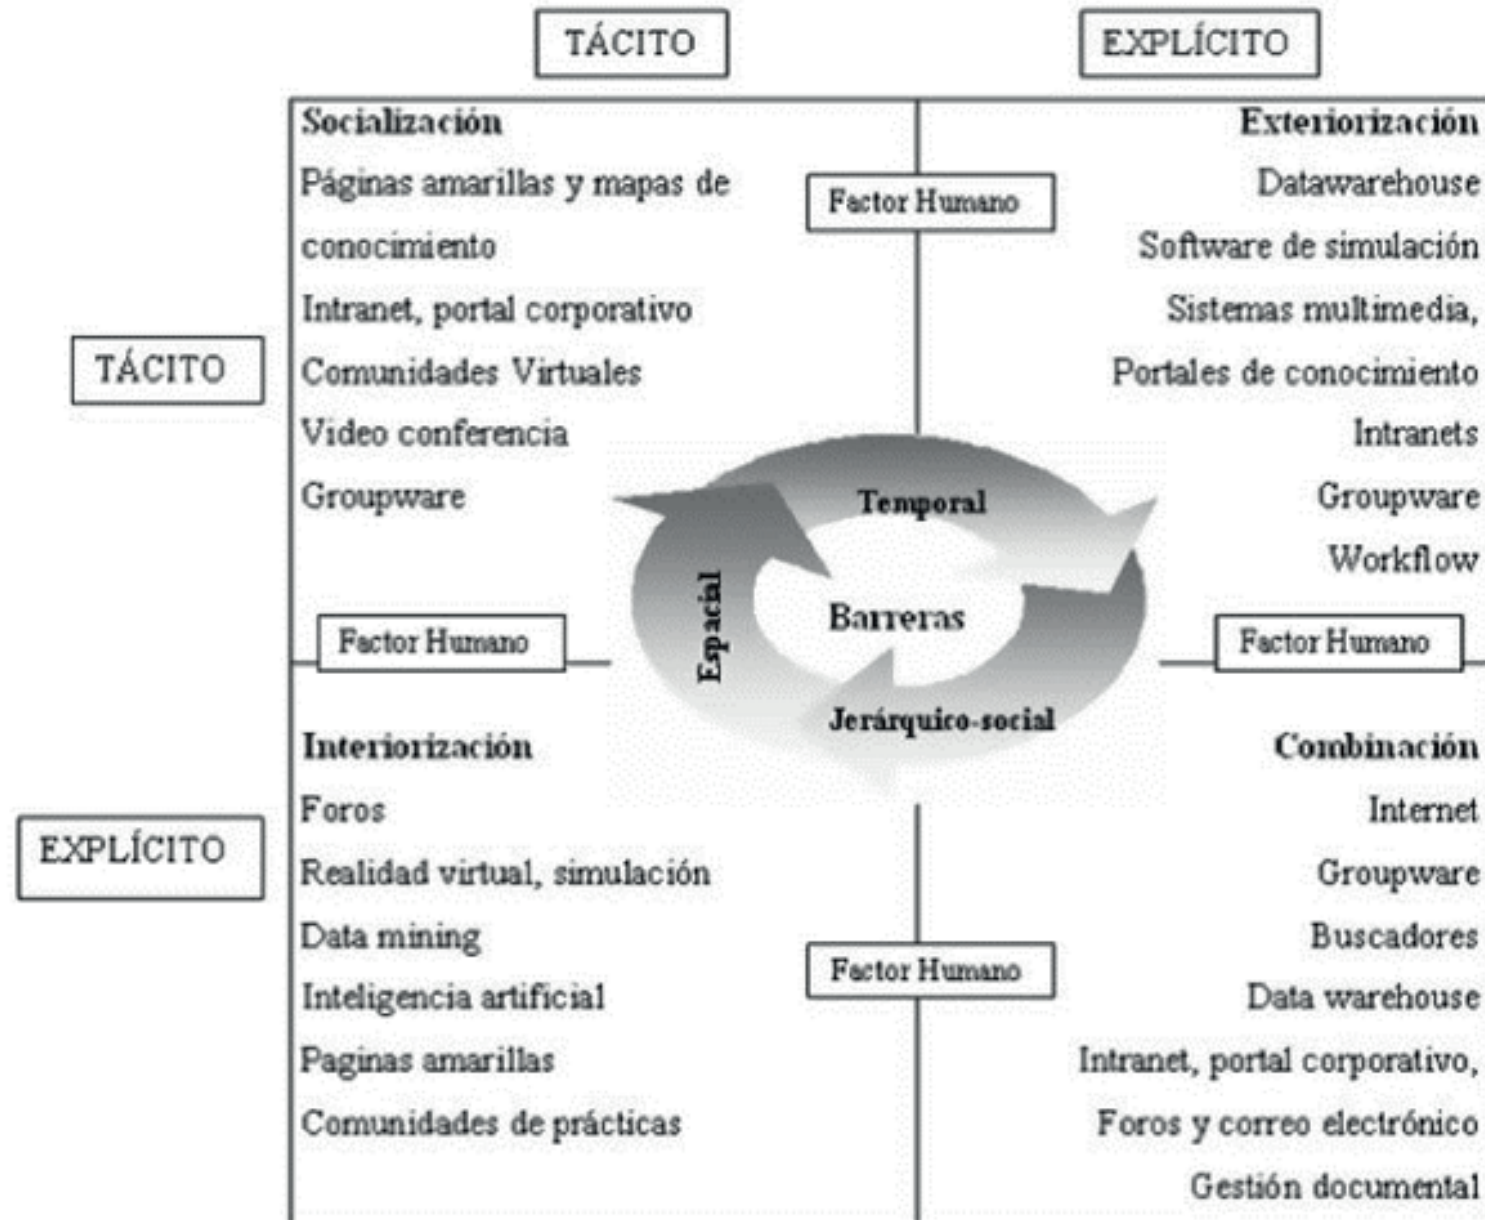 TÁCITO
EXPLÍCITO
TÁCITO
Socialización
Páginas amarillas y mapas de
conocimiento
Intranet, portal corporativo
Comunidades Virtuales
Video conferencia
Groupware
Factor Humano
Exteriorización
Datawarehouse
Software de simulación
Sistemas multimedia,
Portales de conocimiento
Intranets
Groupware
Workflow
Temporal
Espacial
Barreras
Jerárquico-social
Factor Humano
Factor Humano
EXPLÍCITO
Interiorización
Foros
Realidad virtual, simulación
Data mining
Inteligencia artificial
Paginas amarillas
Comunidades de prácticas
Factor Humano
Combinación
Internet
Groupware
Buscadores
Data warehouse
Intranet, portal corporativo,
Foros y correo electrónico
Gestión documental